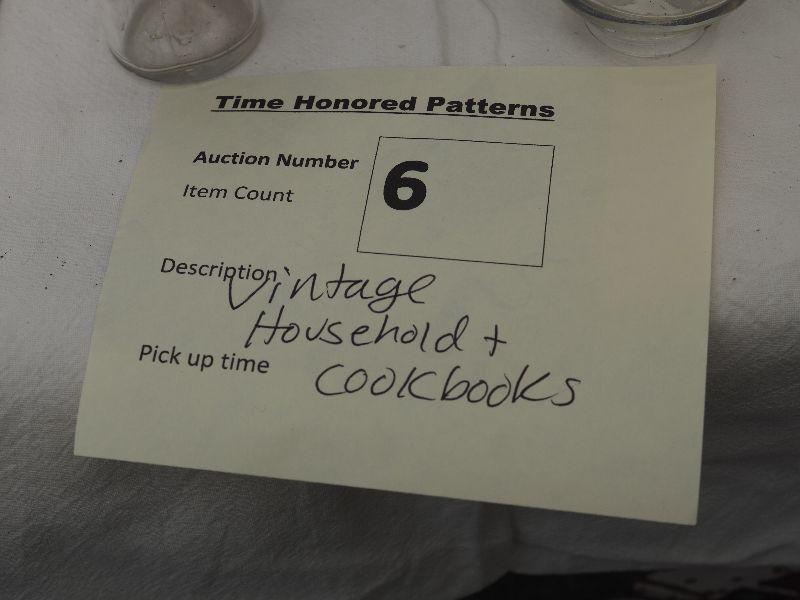 Time Honored Patterns
Auction Number 6
Item Count
Description Vintage
Household +
Pick up time
cookbooks